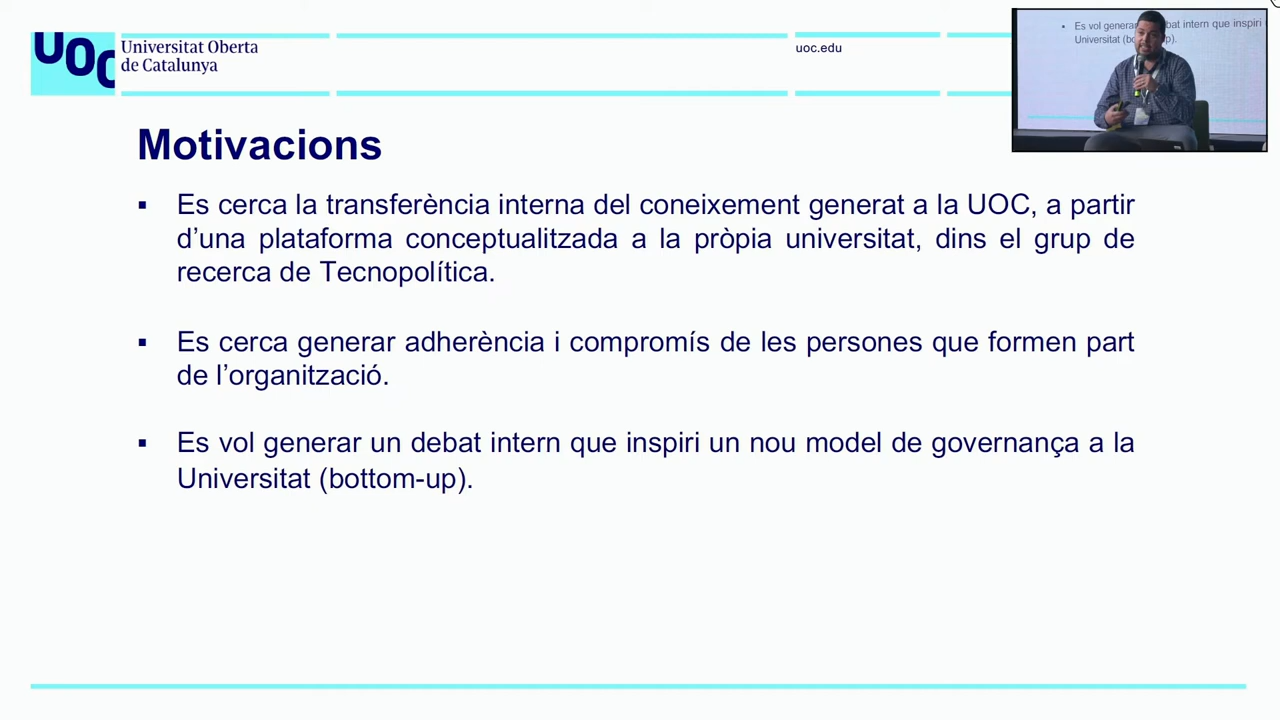 UOC
Universitat Oberta
de Catalunya
uoc.edu
Es vol generar
bat intern que inspiri
Universitat (bo
up).
Motivacions
▪ Es cerca la transferència interna del coneixement generat a la UOC, a partir
d’una plataforma conceptualitzada a la pròpia universitat, dins el grup de
recerca de Tecnopolítica.
▪ Es cerca generar adherència i compromís de les persones que formen part
de l’organització.
▪ Es vol generar un debat intern que inspiri un nou model de governança a la
Universitat (bottom-up).